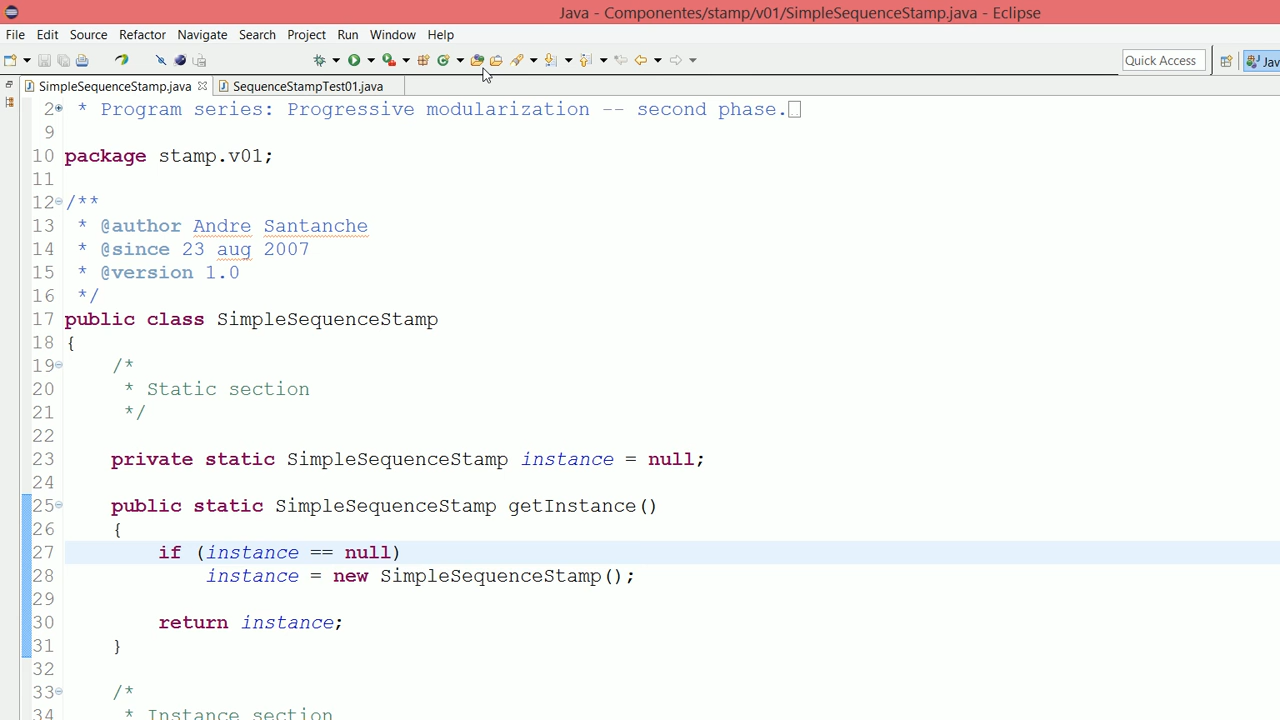 Java - Componentes/stamp/v01/SimpleSequenceStamp.java - Eclipse
File Edit Source Refactor Navigate Search Project Run Window Help
Quick Access Jav
SimpleSequenceStamp.java SequenceStampTest01.java
2 * Program series: Progressive modularization -- second phase.
9
10 package stamp.v01;
11
12 /**
13 * @author Andre Santanche
14 * @since 23 aug 2007
15 * @version 1.0
16 */
17 public class SimpleSequenceStamp
18 {
19 /*
20 * Static section
21 */
22
23 private static SimpleSequenceStamp instance = null;
24
25 public static SimpleSequenceStamp getInstance()
26 {
27 if (instance == null)
28 instance = new SimpleSequenceStamp();
29
30 return instance;
31 }
32
33 /*
34 * Instance section